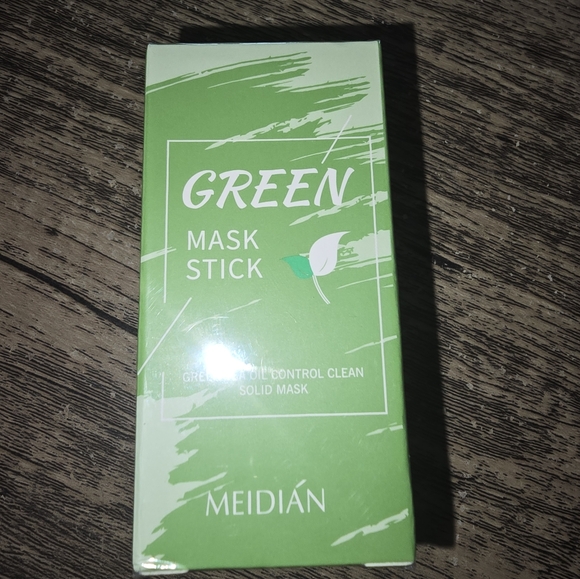 GREEN
MASK
STICK
OIL CONTROL CLEAN
SOLID MASK
MEIDIÁN